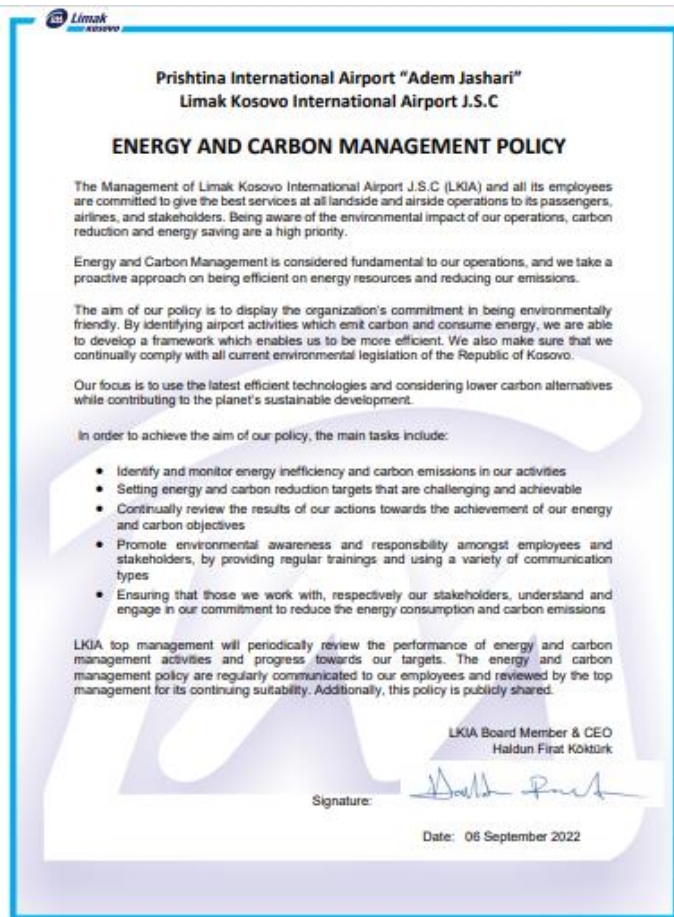 Limak
KOSOVO
Prishtina International Airport “Adem Jashari”
Limak Kosovo International Airport J.S.C
ENERGY AND CARBON MANAGEMENT POLICY
The Management of Limak Kosovo International Airport J.S.C (LKIA) and all its employees
are committed to give the best services at all landside and airside operations to its passengers,
airlines, and stakeholders. Being aware of the environmental impact of our operations, carbon
reduction and energy saving are a high priority.
Energy and Carbon Management is considered fundamental to our operations, and we take a
proactive approach on being efficient on energy resources and reducing our emissions.
The aim of our policy is to display the organization’s commitment in being environmentally
friendly. By identifying airport activities which emit carbon and consume energy, we are able
to develop a framework which enables us to be more efficient. We also make sure that we
continually comply with all current environmental legislation of the Republic of Kosovo.
Our focus is to use the latest efficient technologies and considering lower carbon alternatives
while contributing to the planet’s sustainable development.
In order to achieve the aim of our policy, the main tasks include:
• Identify and monitor energy inefficiency and carbon emissions in our activities
• Setting energy and carbon reduction targets that are challenging and achievable
• Continually review the results of our actions towards the achievement of our energy
and carbon objectives
• Promote environmental awareness and responsibility amongst employees and
stakeholders, by providing regular trainings and using a variety of communication
types
• Ensuring that those we work with, respectively our stakeholders, understand and
engage in our commitment to reduce the energy consumption and carbon emissions
LKIA top management will periodically review the performance of energy and carbon
management activities and progress towards our targets. The energy and carbon
management policy are regularly communicated to our employees and reviewed by the top
management for its continuing suitability. Additionally, this policy is publicly shared.
LKIA Board Member & CEO
Haldun Firat Köktürk
Signature:
Date: 06 September 2022